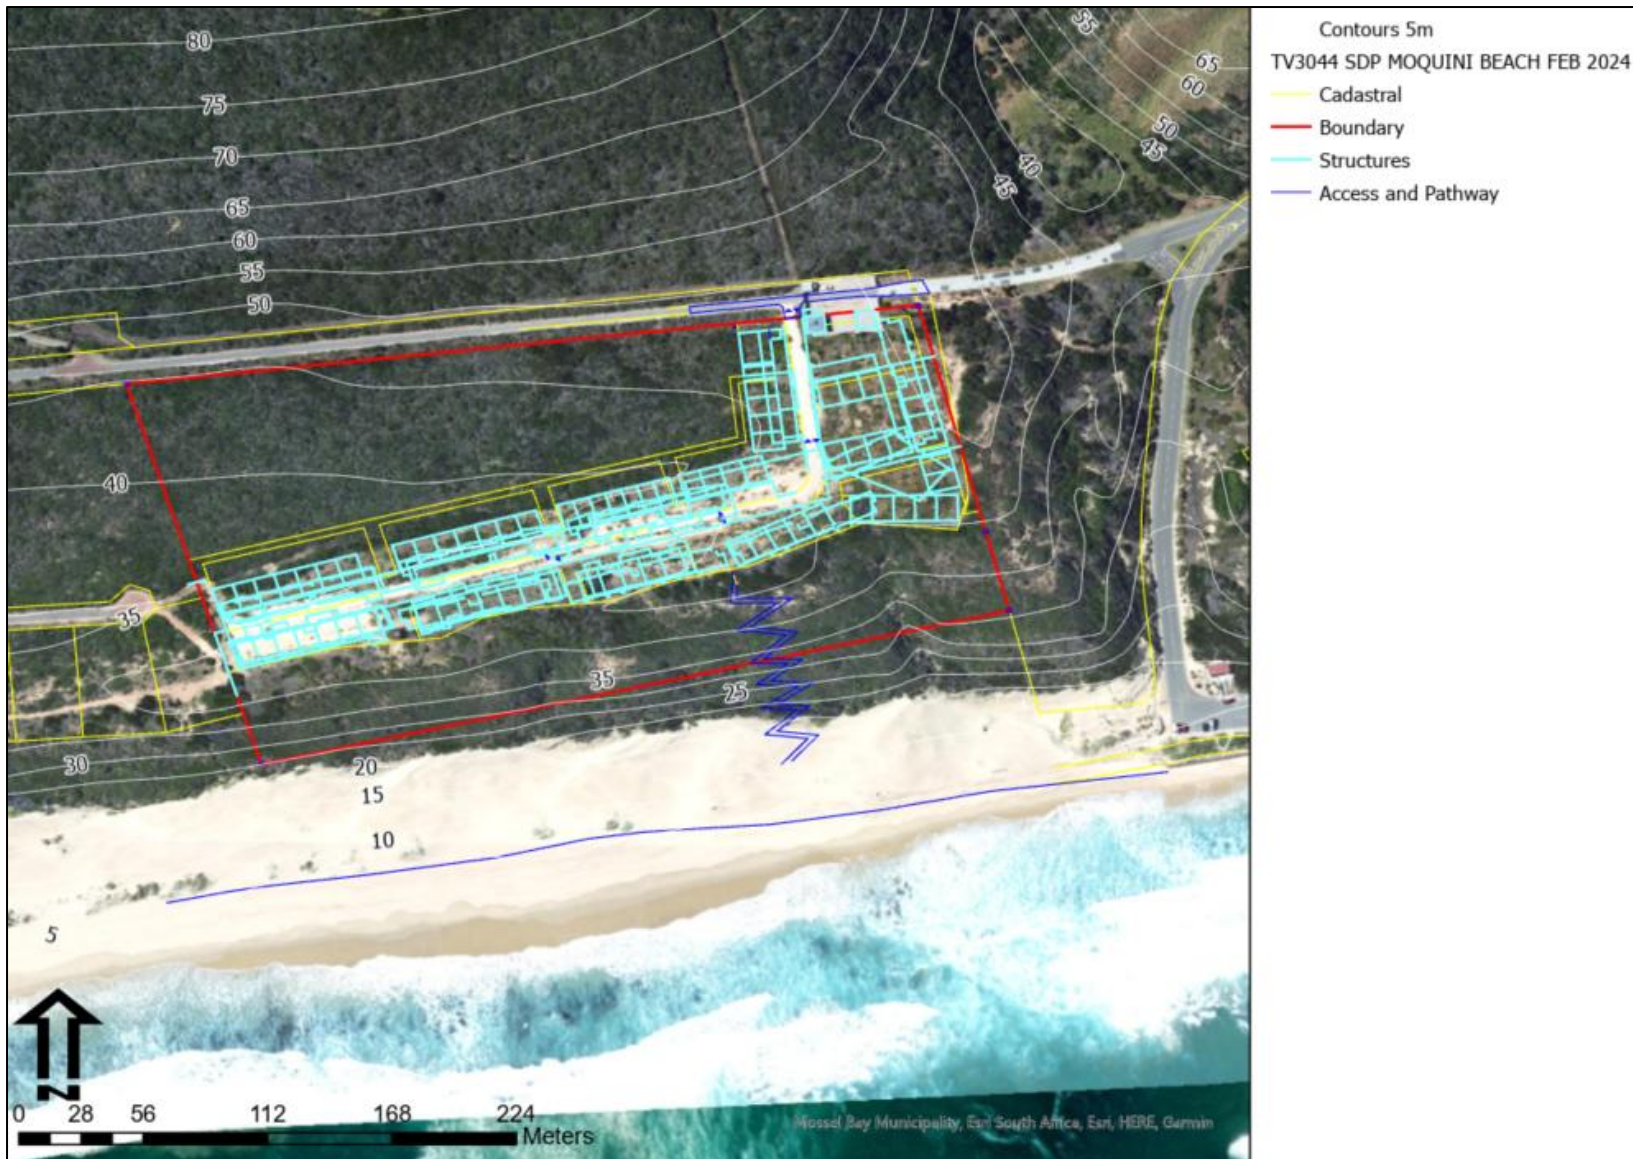 Contours 5m
TV3044 SDP MOQUINI BEACH FEB 2024
Cadastral
Boundary
Structures
Access and Pathway
80
75
70
65
60
55
50
40
35
30
55
65
60
50
45
40
45
35
25
20
15
10
5
N
0 28 56 112 168 224
Meters
Mossel Bay Municipality, Esri South Africa, Esri, HERE, Garmin